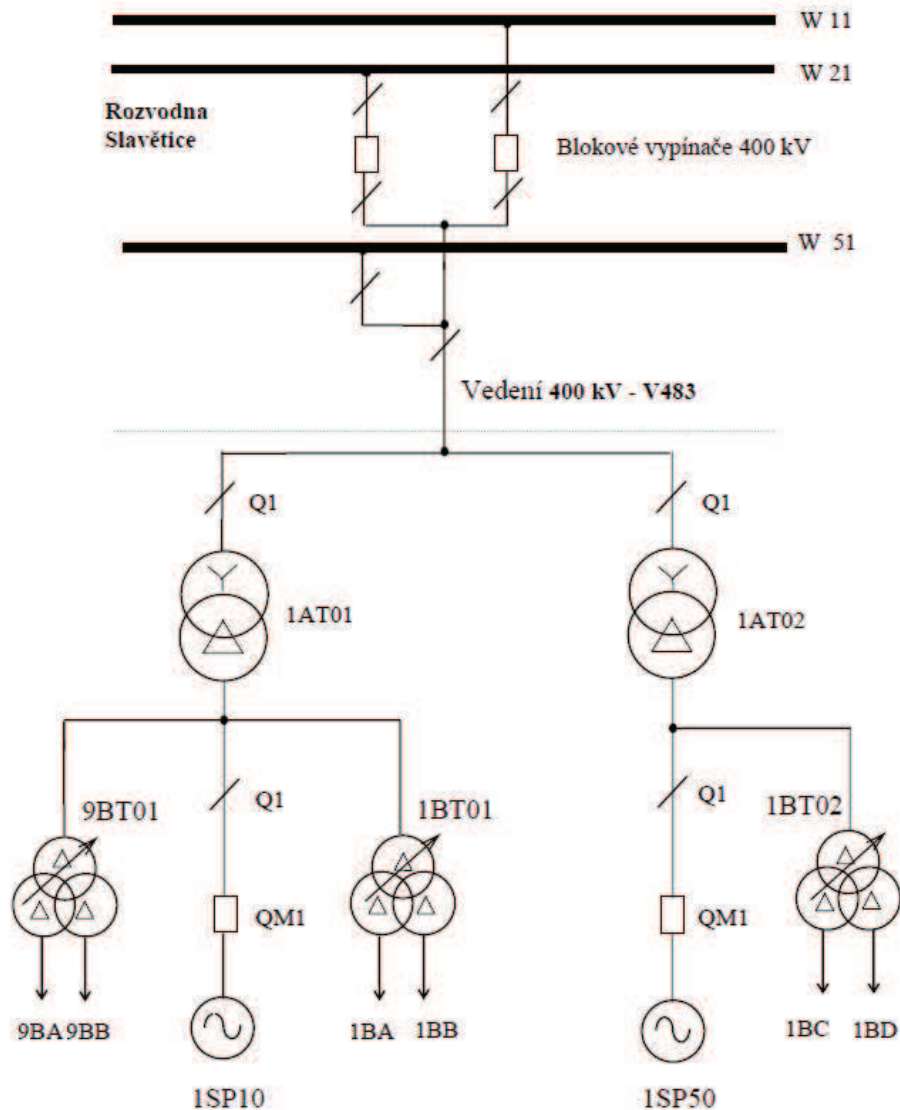 W 11
W 21
Rozvodna
Slavětice
Blokové vypínače 400 kV
W 51
Vedení 400 kV - V483
Q1
Q1
1AT01
1AT02
9BT01
Q1
1BT01
Q1
1BT02
QM1
QM1
9BA
9BB
1BA
1BB
1BC
1BD
1SP10
1SP50